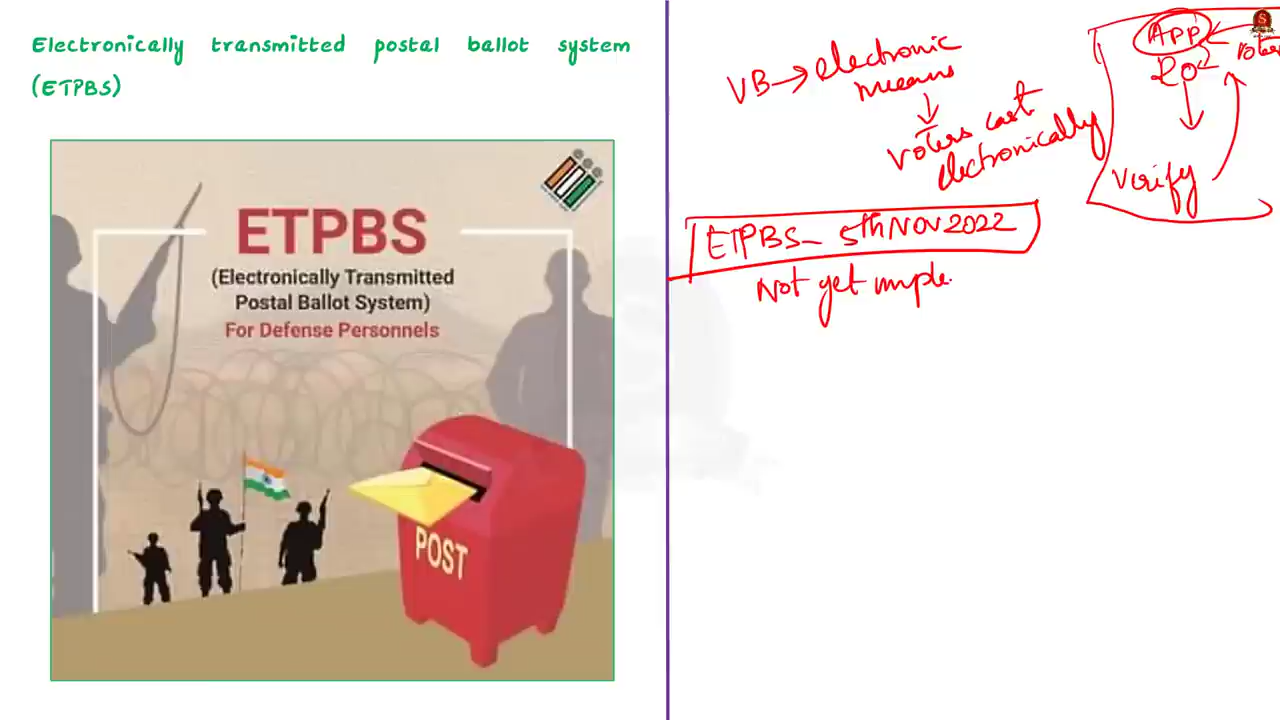 Electronically transmitted postal ballot system
(ETPBS)
ETPBS
(Electronically Transmitted
Postal Ballot System)
For Defense Personnels
POST
VB → electronic
means
↓
voters cast
electronically
APP
RO
Verify
ETPBS - 5th NOV 2022
Not yet imple